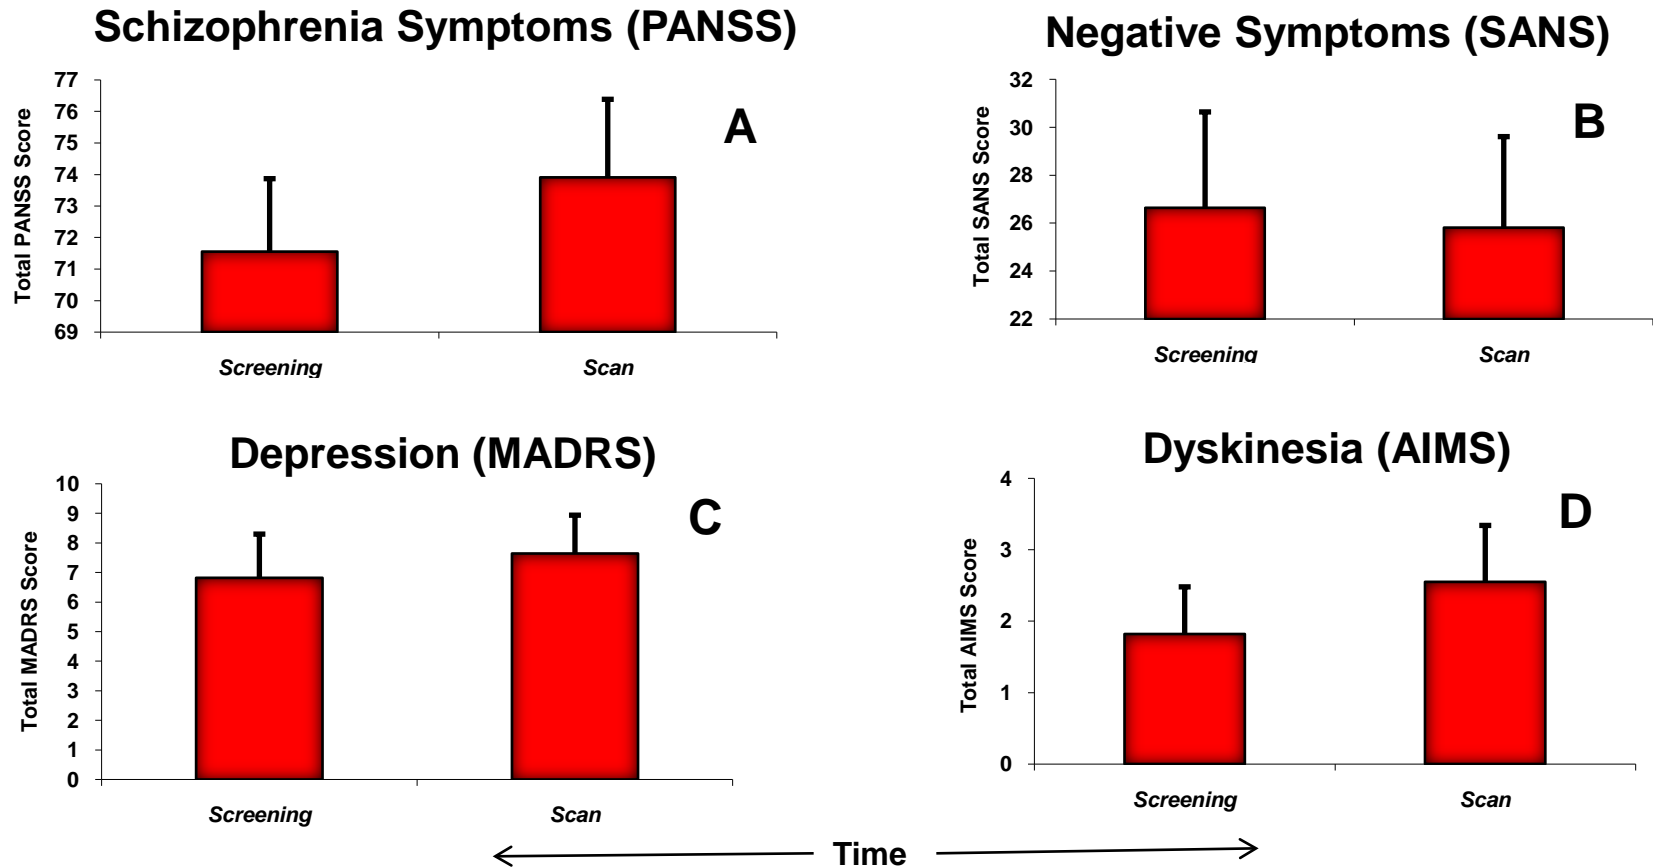 Schizophrenia Symptoms (PANSS)
77
76
75
74
73
72
71
70
69
Total PANSS Score
A
Screening
Scan
Negative Symptoms (SANS)
32
30
28
26
24
22
Total SANS Score
B
Screening
Scan
Depression (MADRS)
10
9
8
7
6
5
4
3
2
1
0
Total MADRS Score
C
Screening
Scan
Dyskinesia (AIMS)
4
3
2
1
0
Total AIMS Score
D
Screening
Scan
Time